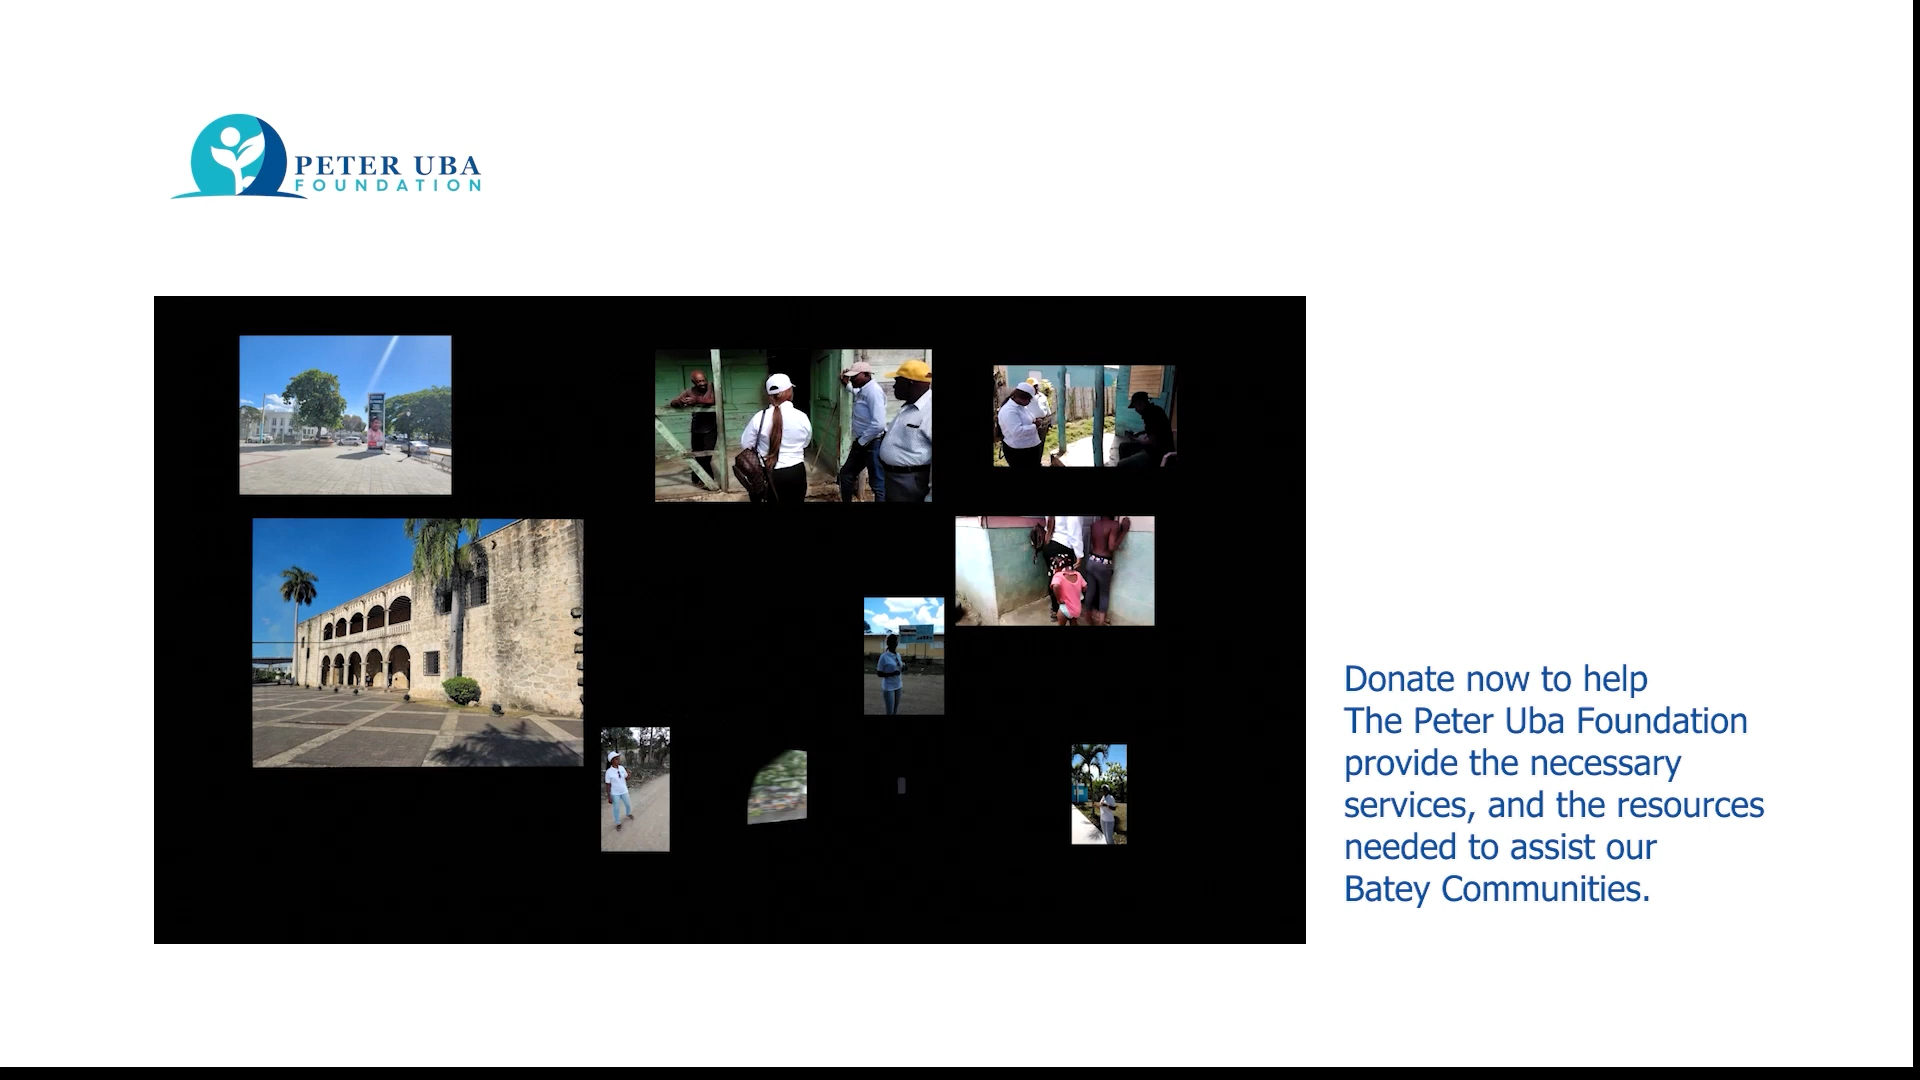 PETER UBA
FOUNDATION
Donate now to help
The Peter Uba Foundation
provide the necessary
services, and the resources
needed to assist our
Batey Communities.